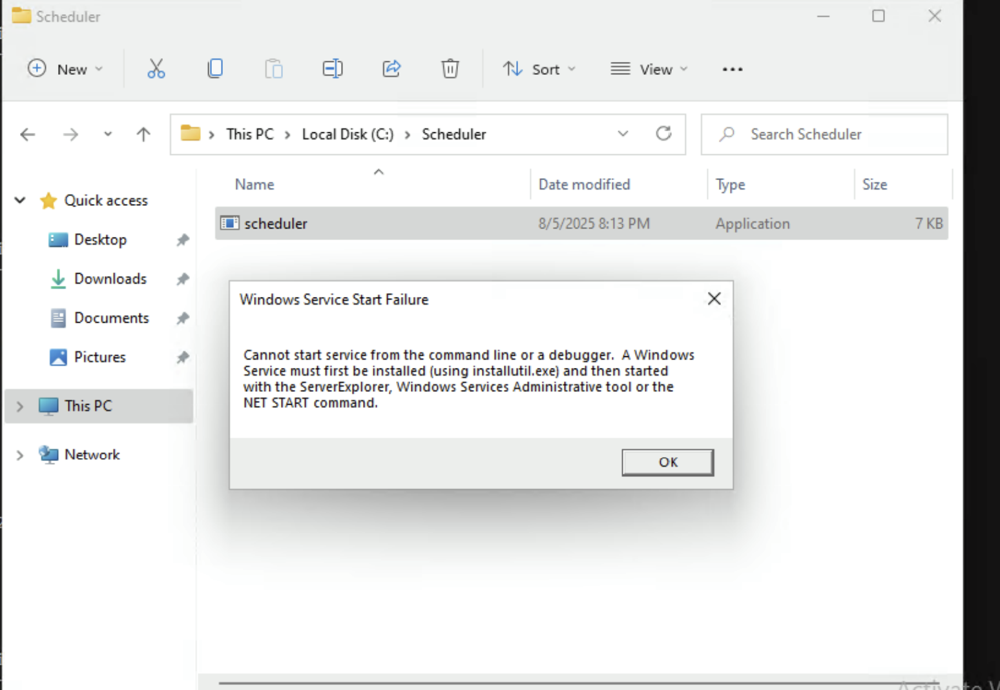 Scheduler
New
Sort
View
This PC
Local Disk (C:)
Scheduler
Search Scheduler
Name
Date modified
Type
Size
Quick access
scheduler
8/5/2025 8:13 PM
Application
7 KB
Desktop
Downloads
Documents
Pictures
This PC
Network
Windows Service Start Failure
Cannot start service from the command line or a debugger.  A Windows
Service must first be installed (using installutil.exe) and then started
with the ServerExplorer, Windows Services Administrative tool or the
NET START command.
OK
Activate W